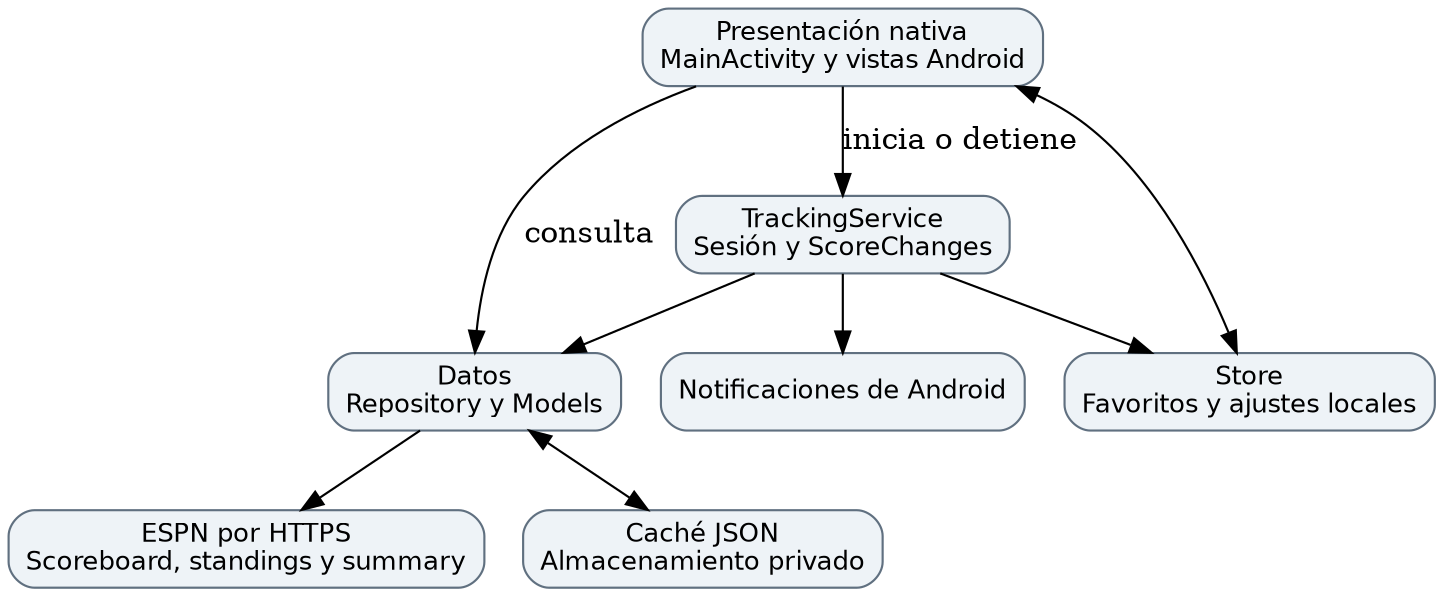 Presentación nativa
MainActivity y vistas Android
inicia o detiene
consulta
TrackingService
Sesión y ScoreChanges
Datos
Repository y Models
Notificaciones de Android
Store
Favoritos y ajustes locales
ESPN por HTTPS
Scoreboard, standings y summary
Caché JSON
Almacenamiento privado